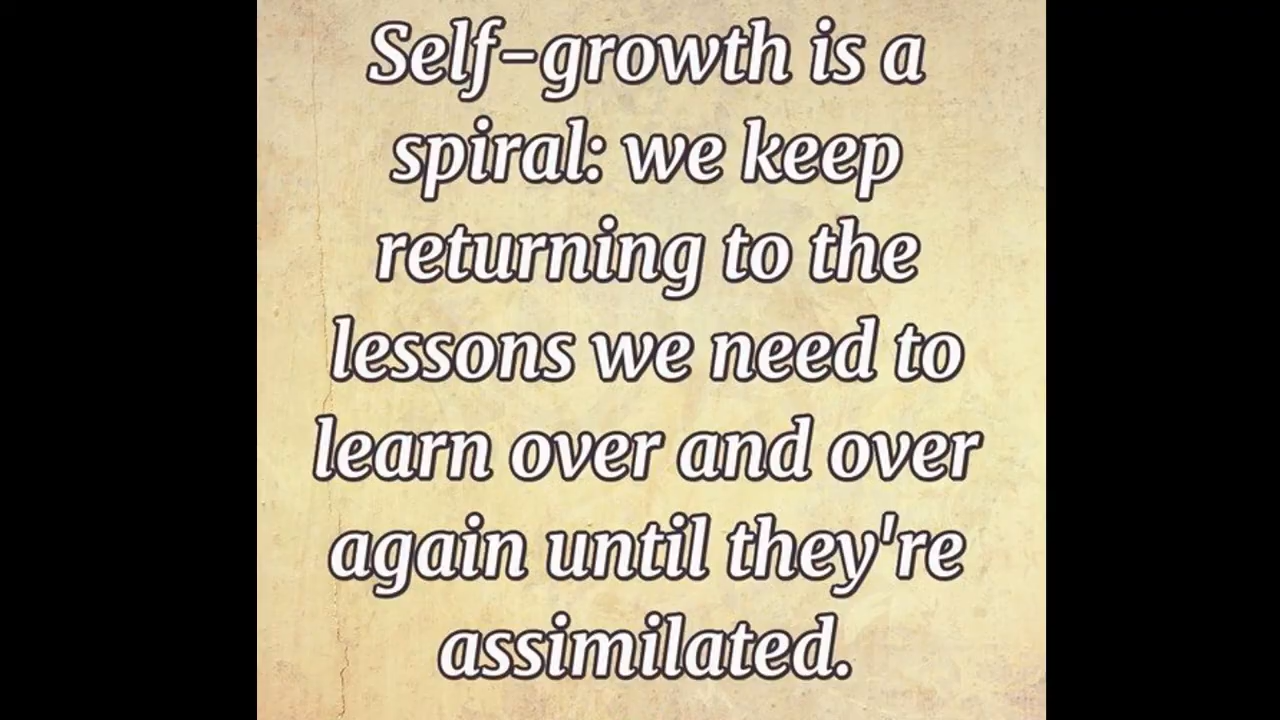 Self-growth is a
spiral: we keep
returning to the
lessons we need to
learn over and over
again until they're
assimilated.